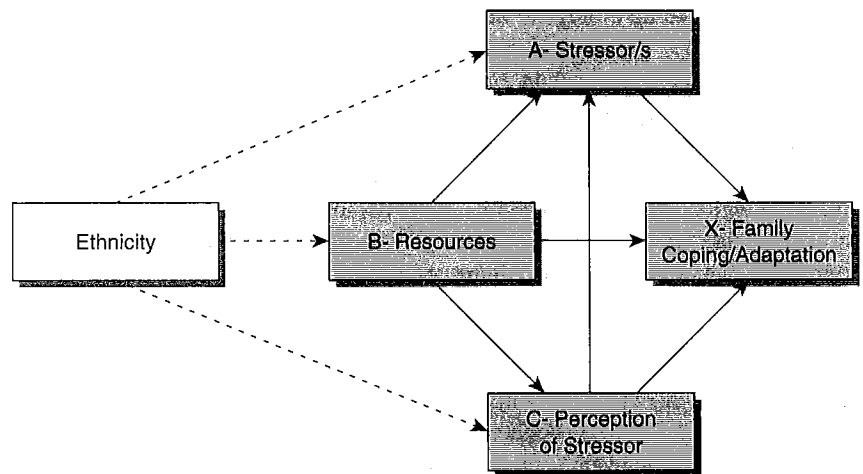 A- Stressor/s
Ethnicity
B- Resources
X- Family
Coping/Adaptation
C- Perception
of Stressor